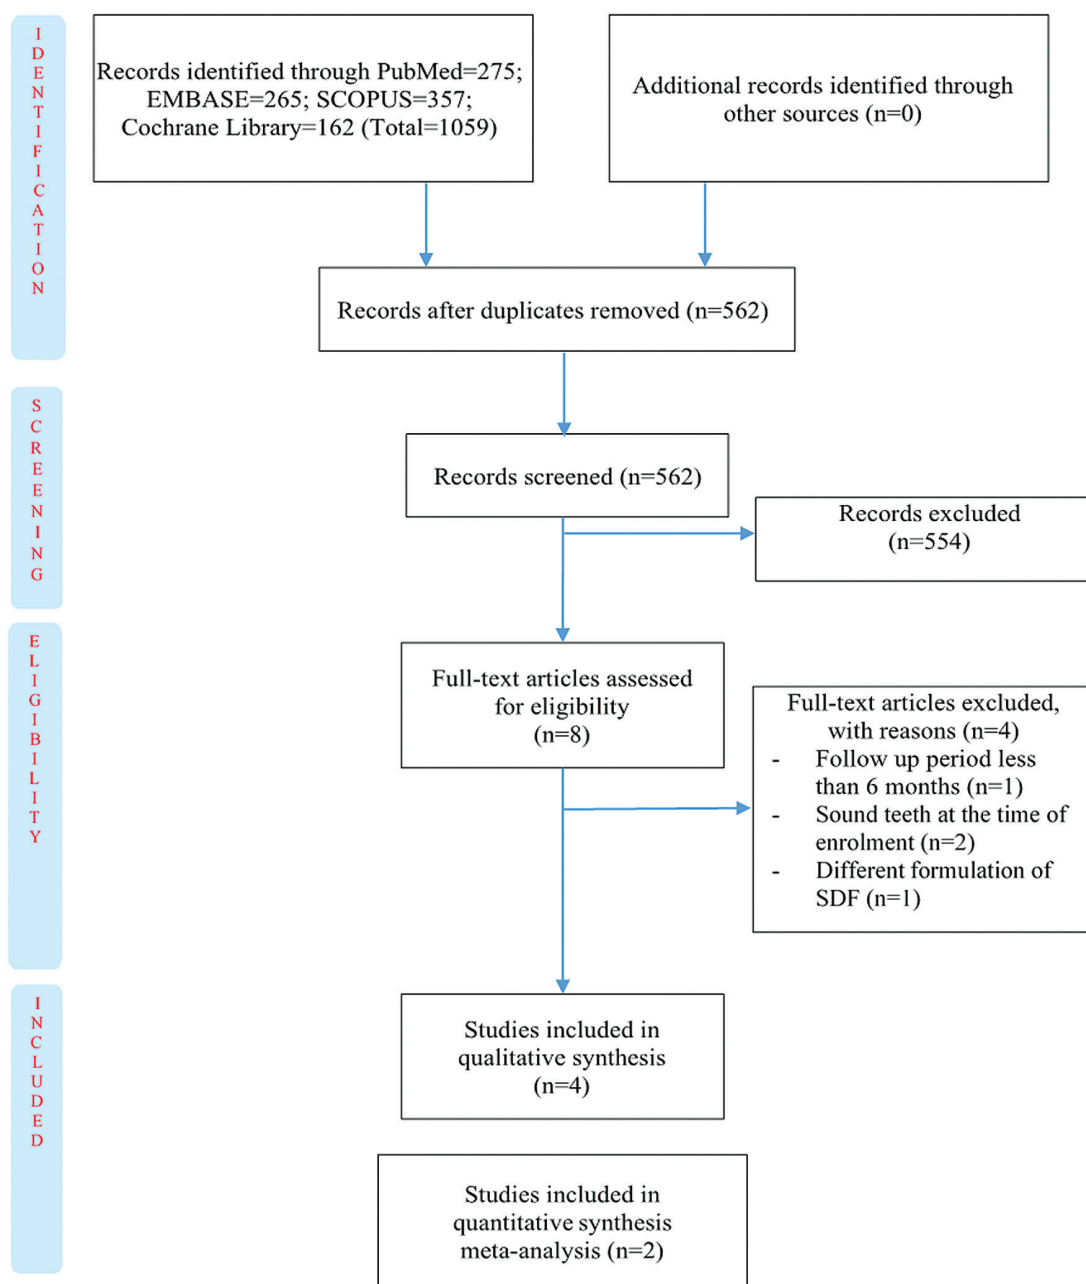 IDENTIFICATION
Records identified through PubMed=275;
EMBASE=265; SCOPUS=357;
Cochrane Library=162 (Total=1059)
Additional records identified through
other sources (n=0)
Records after duplicates removed (n=562)
SCREENING
Records screened (n=562)
Records excluded
(n=554)
ELIGIBILITY
Full-text articles assessed
for eligibility
(n=8)
Full-text articles excluded,
with reasons (n=4)
- Follow up period less
than 6 months (n=1)
- Sound teeth at the time of
enrolment (n=2)
- Different formulation of
SDF (n=1)
INCLUDED
Studies included in
qualitative synthesis
(n=4)
Studies included in
quantitative synthesis
meta-analysis (n=2)